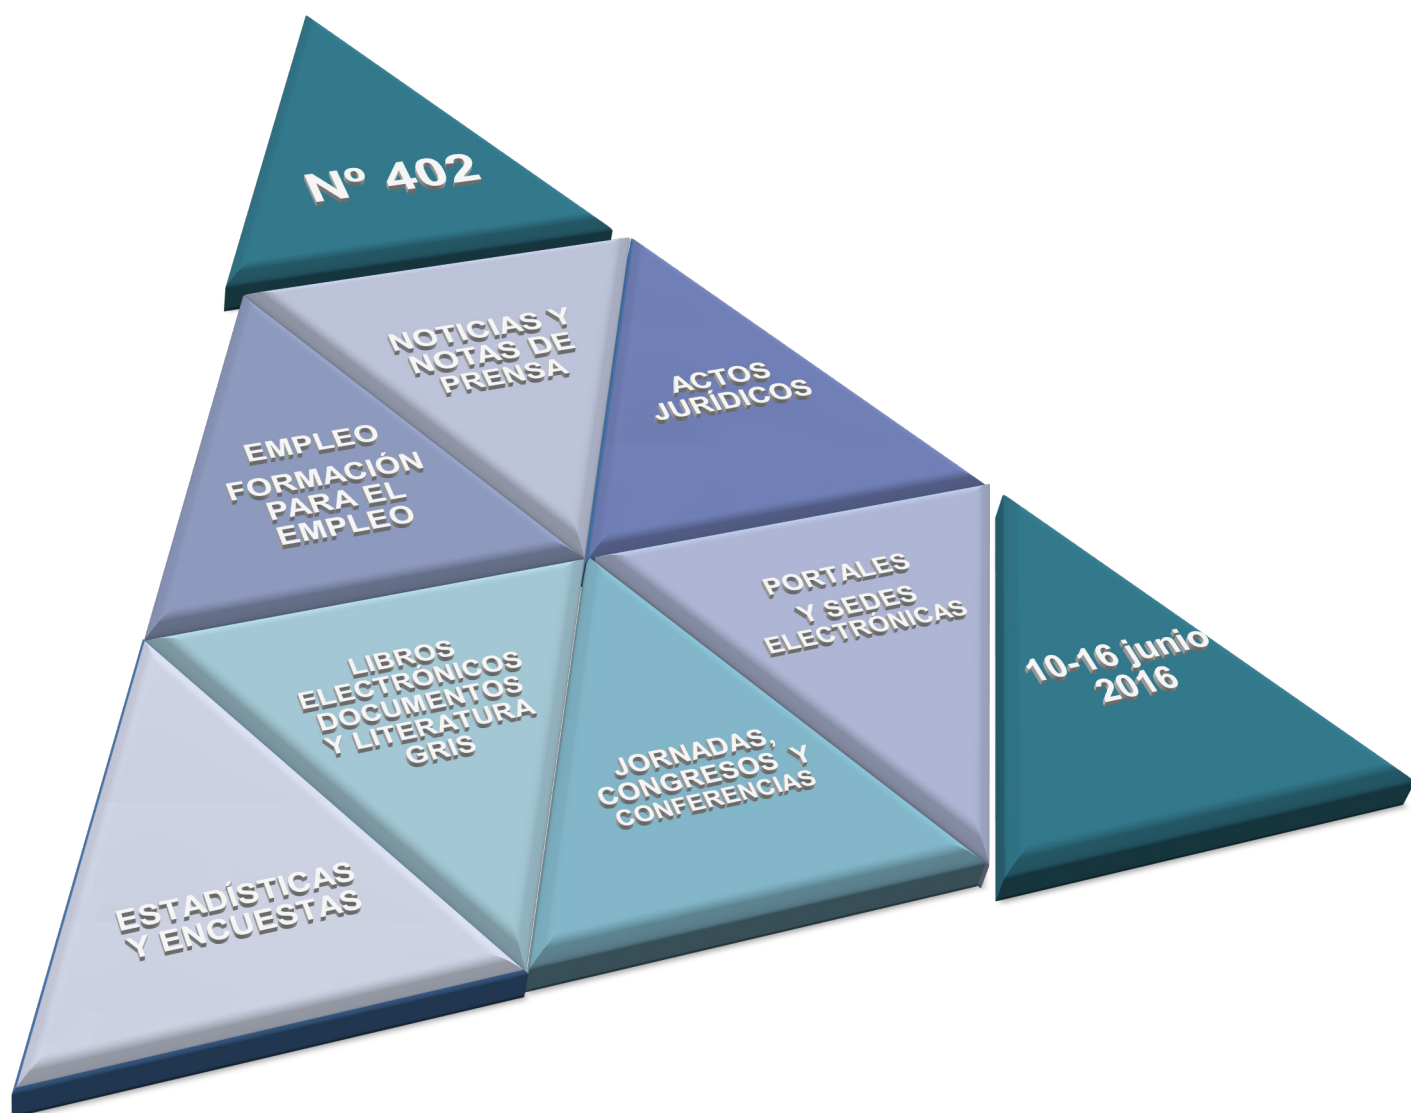 Nº 402
NOTICIAS Y
NOTAS DE
PRENSA
ACTOS
JURÍDICOS
EMPLEO
FORMACIÓN
PARA EL
EMPLEO
PORTALES
Y SEDES
ELECTRÓNICAS
10-16 junio
2016
LIBROS
ELECTRÓNICOS
DOCUMENTOS
Y LITERATURA
GRIS
JORNADAS,
CONGRESOS Y
CONFERENCIAS
ESTADÍSTICAS
Y ENCUESTAS